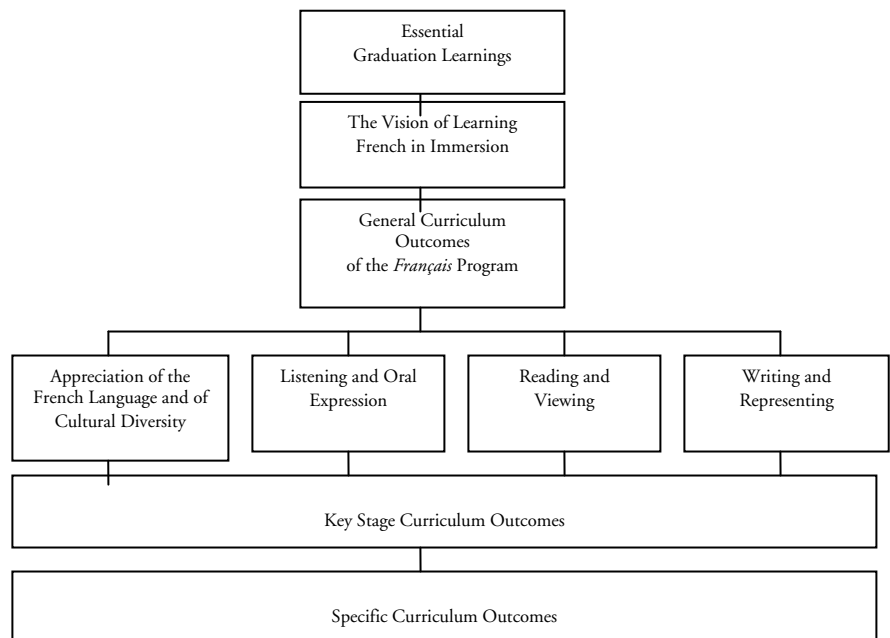 Essential
Graduation Learnings
The Vision of Learning
French in Immersion
General Curriculum
Outcomes
of the Français Program
Appreciation of the
French Language and of
Cultural Diversity
Listening and Oral
Expression
Reading and
Viewing
Writing and
Representing
Key Stage Curriculum Outcomes
Specific Curriculum Outcomes